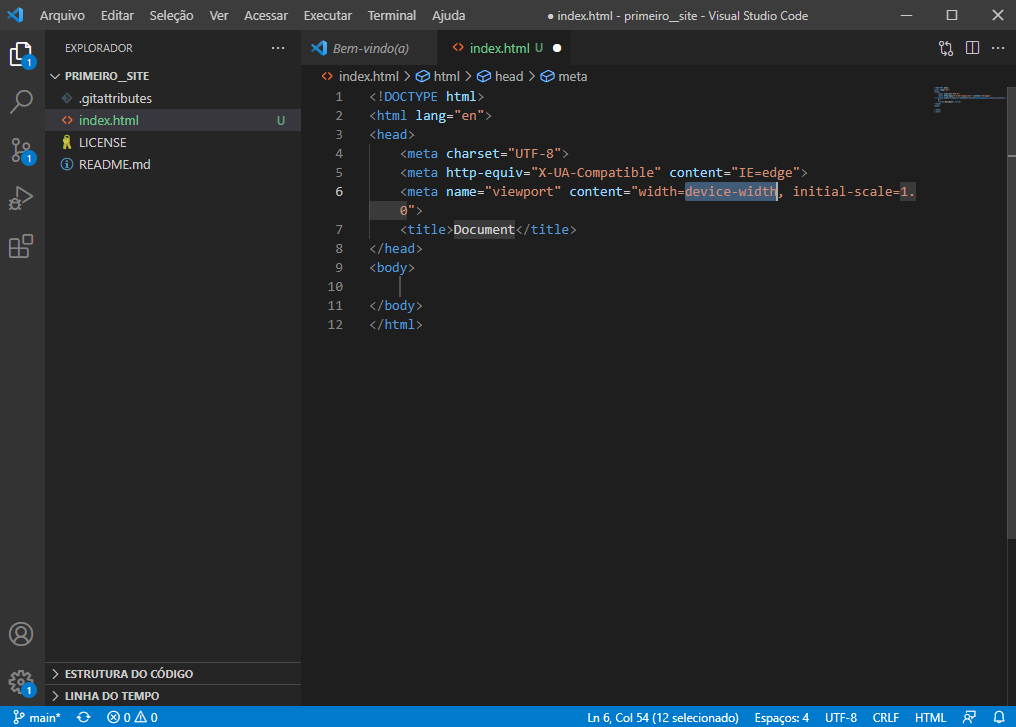 Arquivo Editar Seleção Ver Acessar Executar Terminal Ajuda ● index.html - primeiro__site - Visual Studio Code
EXPLORADOR ···
PRIMEIRO__SITE
.gitattributes
index.html U
LICENSE
README.md
ESTRUTURA DO CÓDIGO
LINHA DO TEMPO
Bem-vindo(a) index.html U ●
index.html > html > head > meta
1 <!DOCTYPE html>
2 <html lang="en">
3 <head>
4 <meta charset="UTF-8">
5 <meta http-equiv="X-UA-Compatible" content="IE=edge">
6 <meta name="viewport" content="width=device-width, initial-scale=1.
0">
7 <title>Document</title>
8 </head>
9 <body>
10
11 </body>
12 </html>
1
1
1
main* 0 0 Ln 6, Col 54 (12 selecionado) Espaços: 4 UTF-8 CRLF HTML